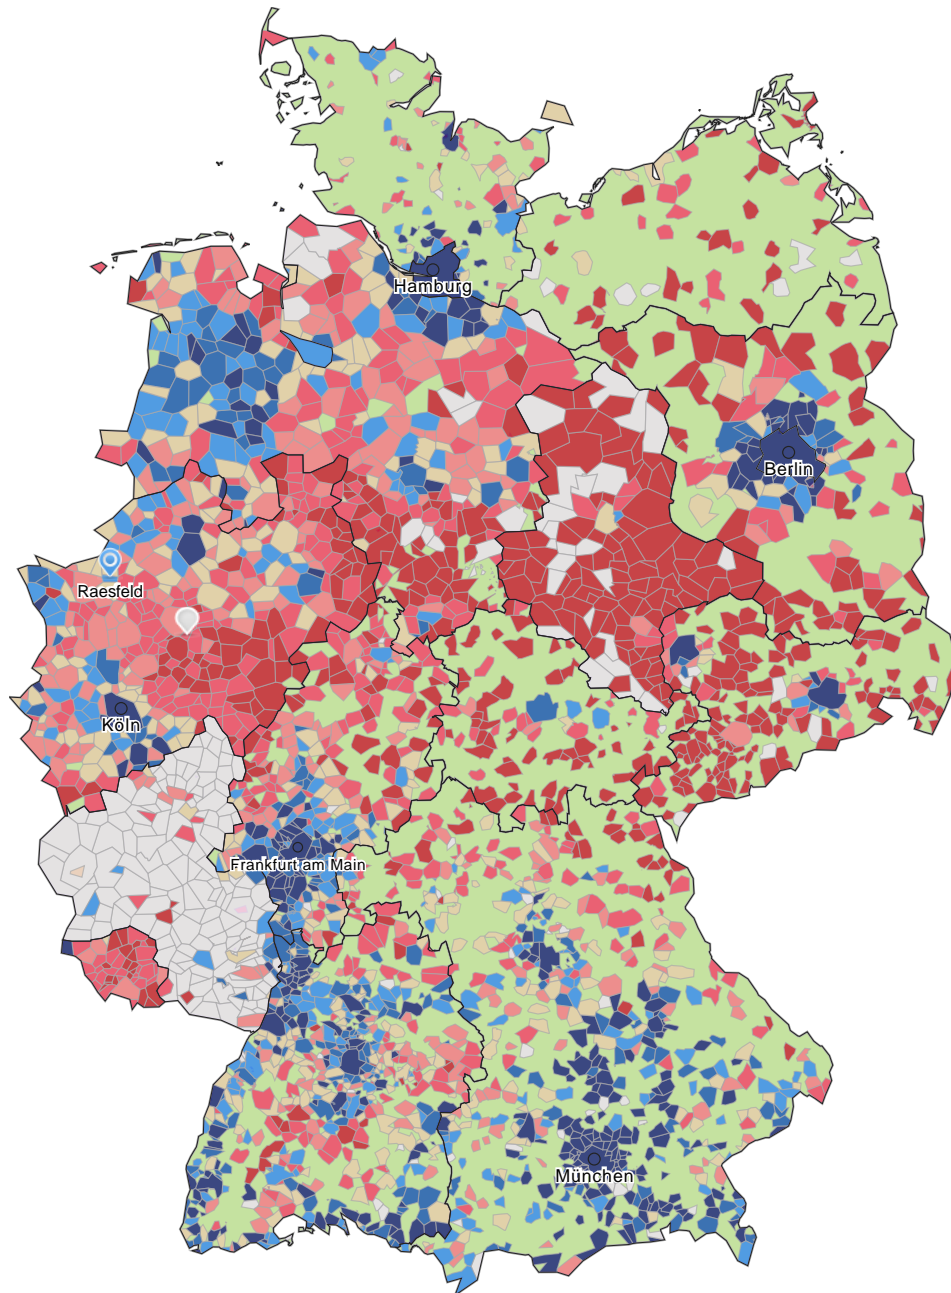 Hamburg
Berlin
Raesfeld
Köln
Frankfurt am Main
München